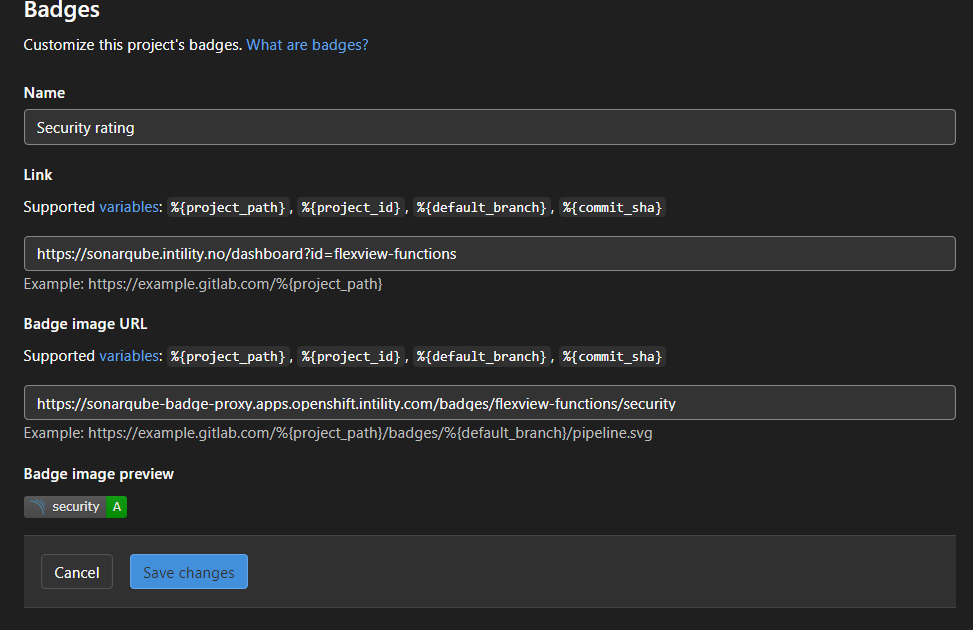 Badges
Customize this project's badges. What are badges?
Name
Security rating
Link
Supported variables: %{project_path}, %{project_id}, %{default_branch}, %{commit_sha}
https://sonarqube.intility.no/dashboard?id=flexview-functions
Example: https://example.gitlab.com/%{project_path}
Badge image URL
Supported variables: %{project_path}, %{project_id}, %{default_branch}, %{commit_sha}
https://sonarqube-badge-proxy.apps.openshift.intility.com/badges/flexview-functions/security
Example: https://example.gitlab.com/%{project_path}/badges/%{default_branch}/pipeline.svg
Badge image preview
security A
Cancel Save changes